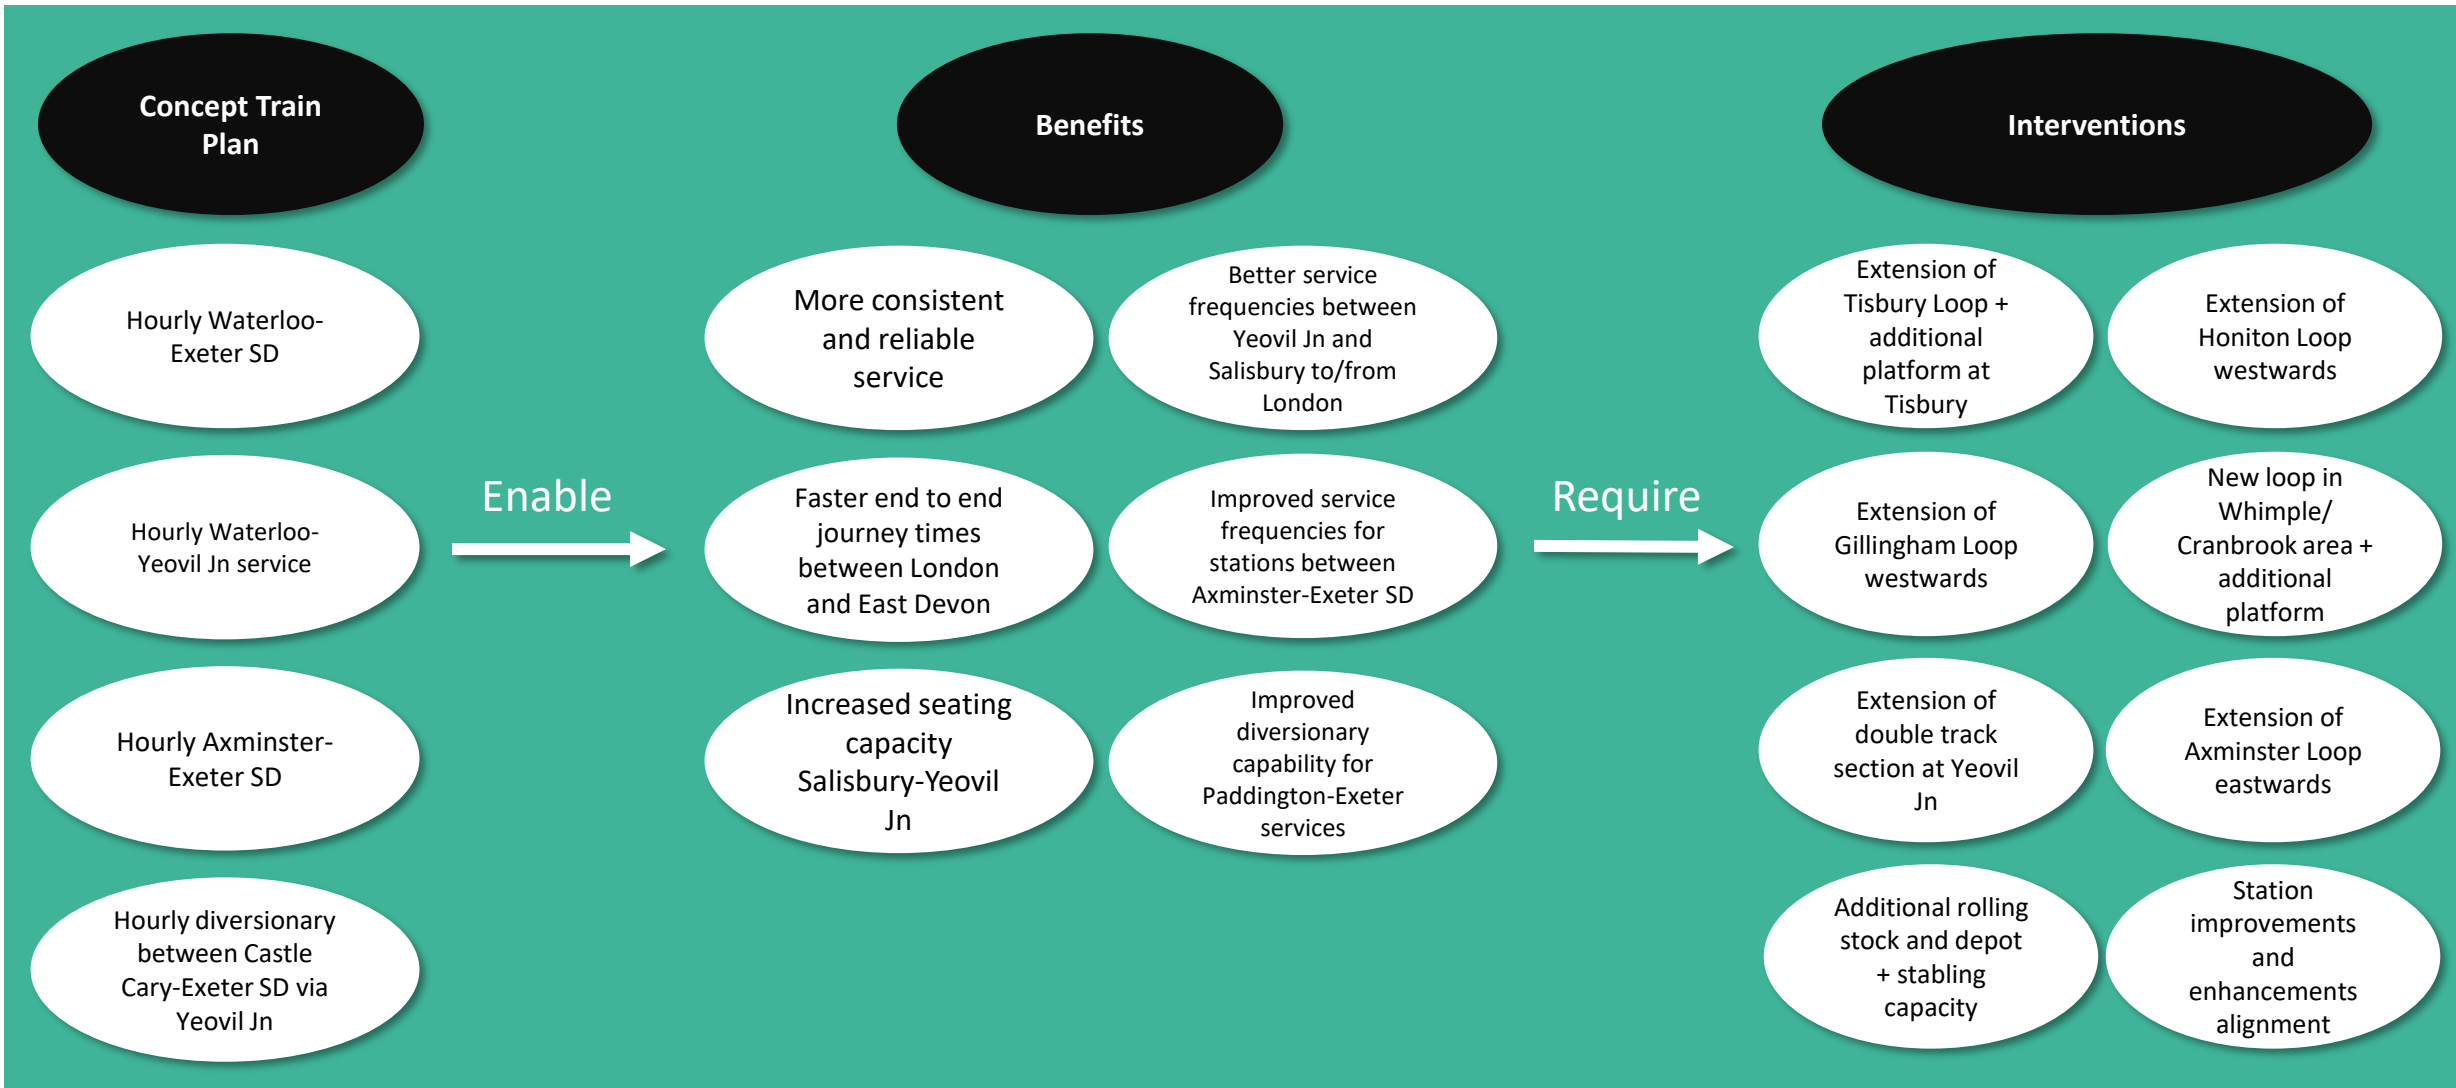 Concept Train
Plan
Hourly Waterloo-
Exeter SD
Hourly Waterloo-
Yeovil Jn service
Hourly Axminster-
Exeter SD
Hourly diversionary
between Castle
Cary-Exeter SD via
Yeovil Jn
Enable
Benefits
More consistent
and reliable
service
Better service
frequencies between
Yeovil Jn and
Salisbury to/from
London
Faster end to end
journey times
between London
and East Devon
Improved service
frequencies for
stations between
Axminster-Exeter SD
Increased seating
capacity
Salisbury-Yeovil
Jn
Improved
diversionary
capability for
Paddington-Exeter
services
Require
Interventions
Extension of
Tisbury Loop +
additional
platform at
Tisbury
Extension of
Honiton Loop
westwards
Extension of
Gillingham Loop
westwards
New loop in
Whimple/
Cranbrook area +
additional
platform
Extension of
double track
section at Yeovil
Jn
Extension of
Axminster Loop
eastwards
Additional rolling
stock and depot
+ stabling
capacity
Station
improvements
and
enhancements
alignment